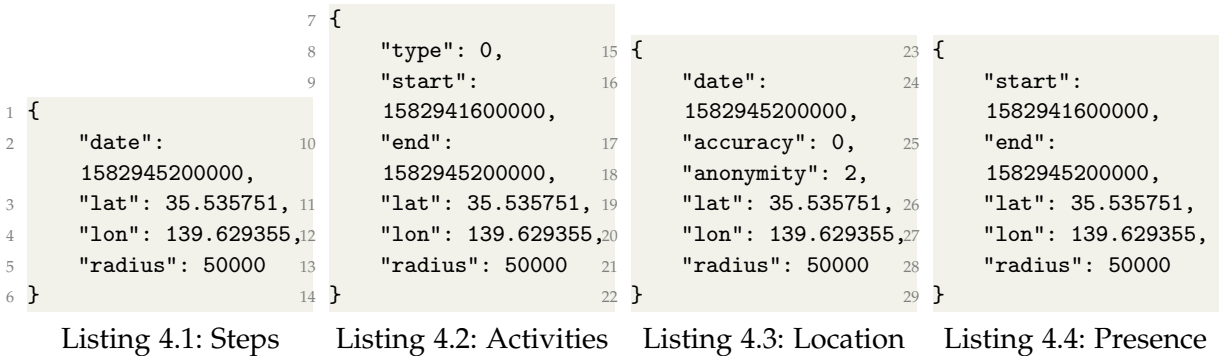 1 {
2 "date":
1582945200000,
3 "lat": 35.535751,
4 "lon": 139.629355,
5 "radius": 50000
6 }
Listing 4.1: Steps
7 {
8 "type": 0,
9 "start":
1582941600000,
10 "end":
1582945200000,
11 "lat": 35.535751,
12 "lon": 139.629355,
13 "radius": 50000
14 }
Listing 4.2: Activities
15 {
16 "date":
1582945200000,
17 "accuracy": 0,
18 "anonymity": 2,
19 "lat": 35.535751,
20 "lon": 139.629355,
21 "radius": 50000
22 }
Listing 4.3: Location
23 {
24 "start":
1582941600000,
25 "end":
1582945200000,
26 "lat": 35.535751,
27 "lon": 139.629355,
28 "radius": 50000
29 }
Listing 4.4: Presence